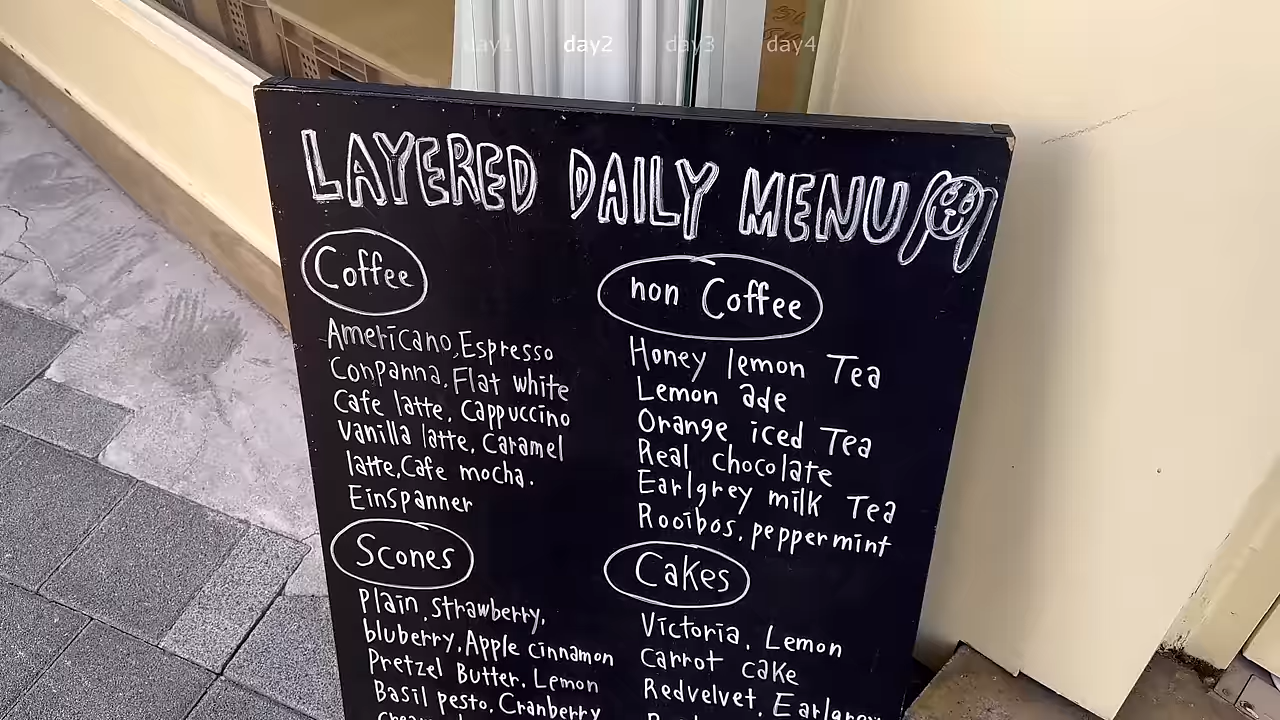 day1 day2 day3 day4
LAYERED DAILY MENU
Coffee
Americano, Espresso
Conpanna, Flat white
Cafe latte, Cappuccino
Vanilla latte, Caramel
latte, Cafe mocha.
Einspanner
non Coffee
Honey lemon Tea
Lemon ade
Orange iced Tea
Real chocolate
Earlgrey milk Tea
Rooibos, peppermint
Scones
Plain, strawberry,
bluberry, Apple cinnamon
Pretzel Butter, Lemon
Basil pesto, Cranberry
Cakes
Victoria, Lemon
Carrot cake
Redvelvet, Earlgrey